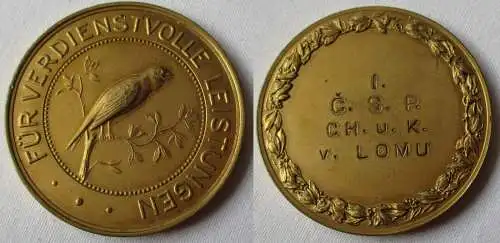 FÜR VERDIENSTVOLLE LEISTUNGEN
I.
Č. S. P.
CH. u. K.
v. LOMU